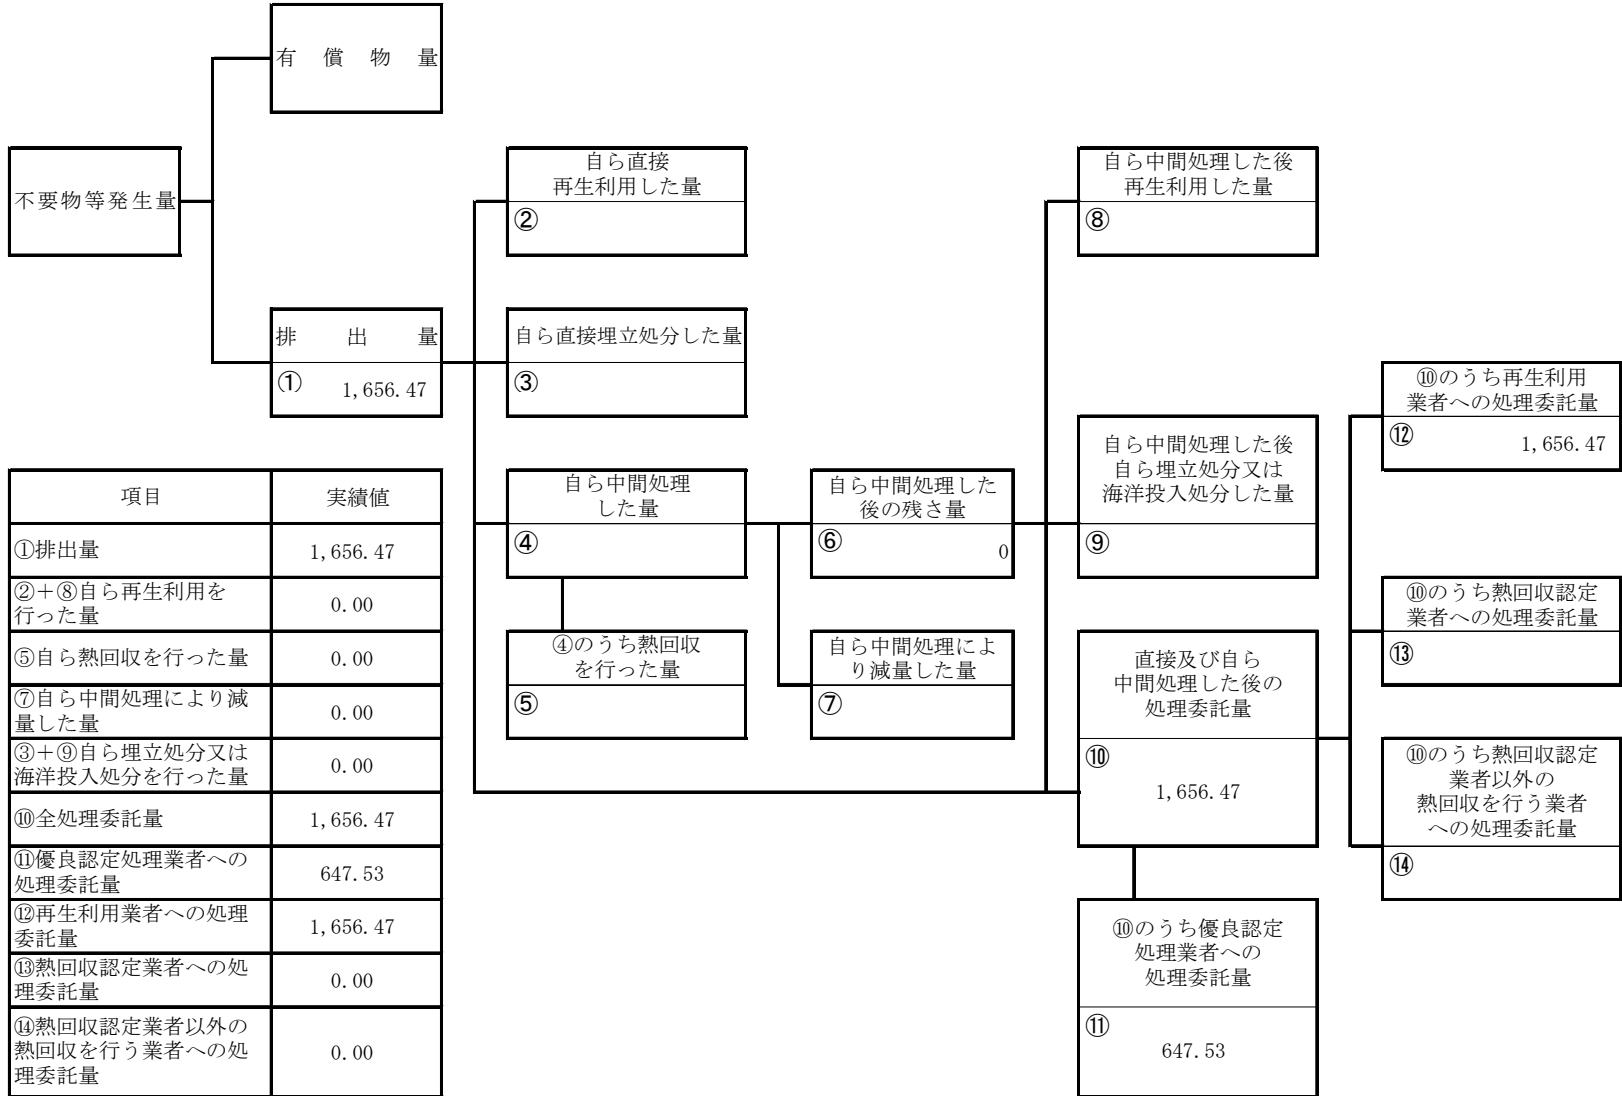 有償物量
不要物等発生量
排出量
① 1,656.47
自ら直接
再生利用した量
②
自ら直接埋立処分した量
③
自ら中間処理
した量
④
④のうち熱回収
を行った量
⑤
自ら中間処理した
後の残さ量
⑥ 0
自ら中間処理によ
り減量した量
⑦
自ら中間処理した後
再生利用した量
⑧
自ら中間処理した後
自ら埋立処分又は
海洋投入処分した量
⑨
直接及び自ら
中間処理した後の
処理委託量
⑩
1,656.47
⑩のうち優良認定
処理業者への
処理委託量
⑪
647.53
⑩のうち再生利用
業者への処理委託量
⑫ 1,656.47
⑩のうち熱回収認定
業者への処理委託量
⑬
⑩のうち熱回収認定
業者以外の
熱回収を行う業者
への処理委託量
⑭
項目 実績値
①排出量 1,656.47
②+⑧自ら再生利用を
行った量 0.00
⑤自ら熱回収を行った量 0.00
⑦自ら中間処理により減
量した量 0.00
③+⑨自ら埋立処分又は
海洋投入処分を行った量 0.00
⑩全処理委託量 1,656.47
⑪優良認定処理業者への
処理委託量 647.53
⑫再生利用業者への処理
委託量 1,656.47
⑬熱回収認定業者への処
理委託量 0.00
⑭熱回収認定業者以外の
熱回収を行う業者への処
理委託量 0.00